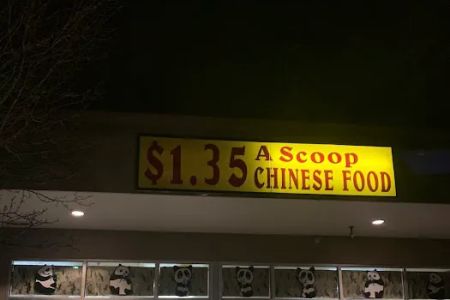 $1.35 A Scoop
CHINESE FOOD